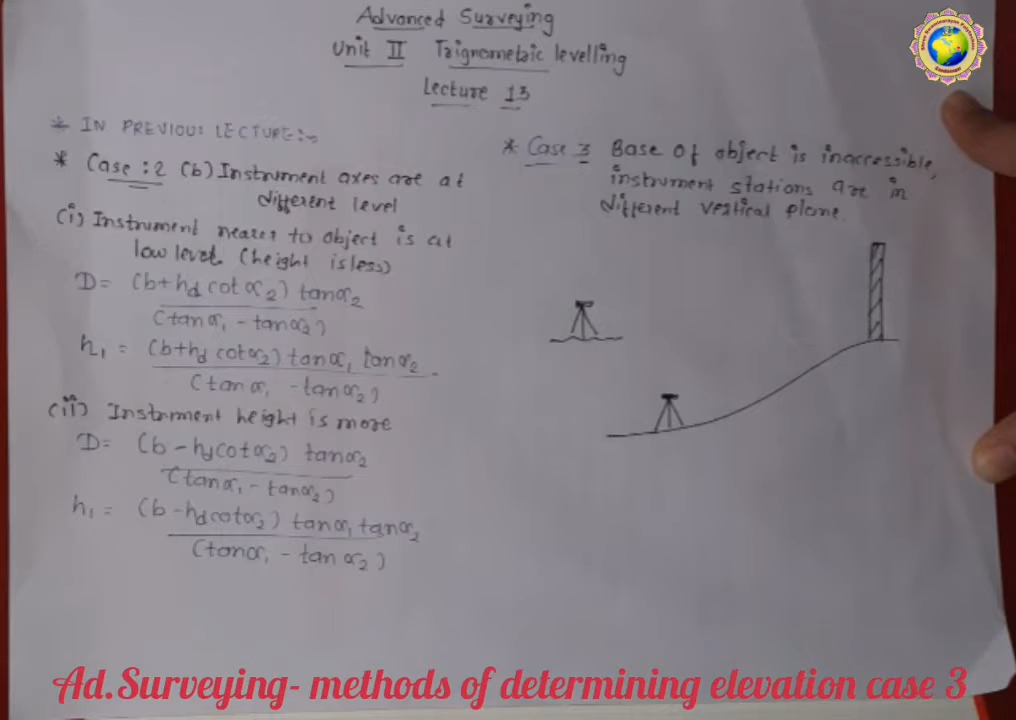 Advanced Surveying
Unit II Trignometric levelling
Lecture 13
* IN PREVIOUS LECTURE:~
* Case :2 (b) Instrument axes are at
different level
(i) Instrument nearer to object is at
low level. (height is less)
D = (b + hd cot α2) tan α2
(tan α1 - tan α2)
h1 = (b + hd cot α2) tan α1 tan α2
(tan α1 - tan α2)
(ii) Instrument height is more
D = (b - hd cot α2) tan α2
(tan α1 - tan α2)
h1 = (b - hd cot α2) tan α1 tan α2
(tan α1 - tan α2)
* Case 3 Base of object is inaccessible,
instrument stations are in
different vertical plane.
Ad.Surveying- methods of determining elevation case 3